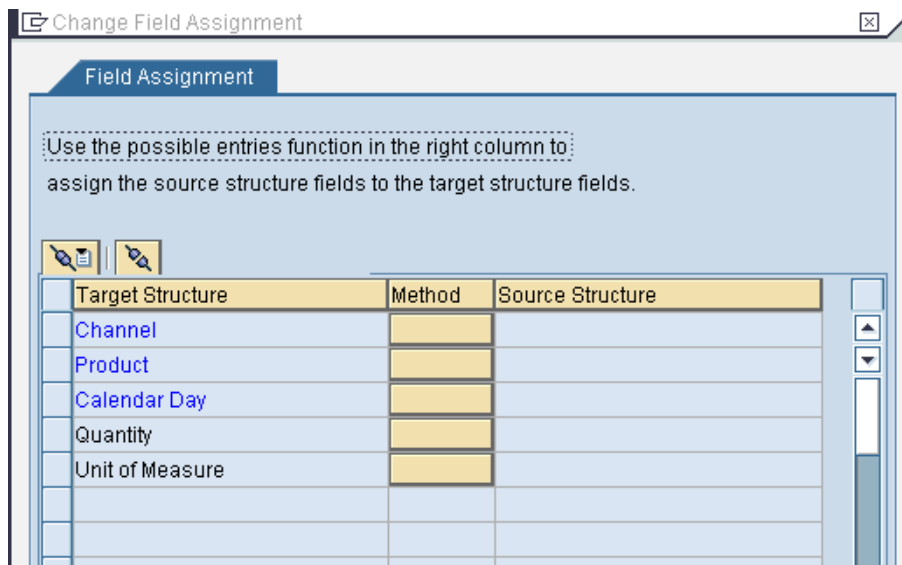 Change Field Assignment
Field Assignment
Use the possible entries function in the right column to
assign the source structure fields to the target structure fields.
Target Structure Method Source Structure
Channel
Product
Calendar Day
Quantity
Unit of Measure